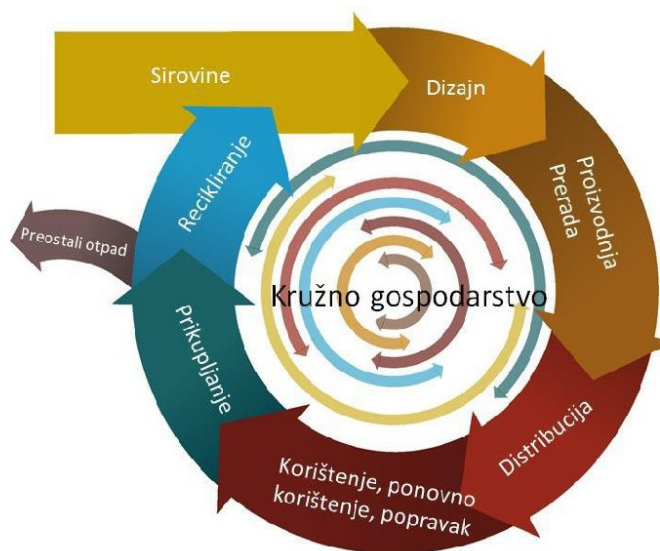 Sirovine
Dizajn
Proizvodnja
Prerada
Distribucija
Korištenje, ponovno
korištenje, popravak
Prikupljanje
Recikliranje
Preostali otpad
Kružno gospodarstvo